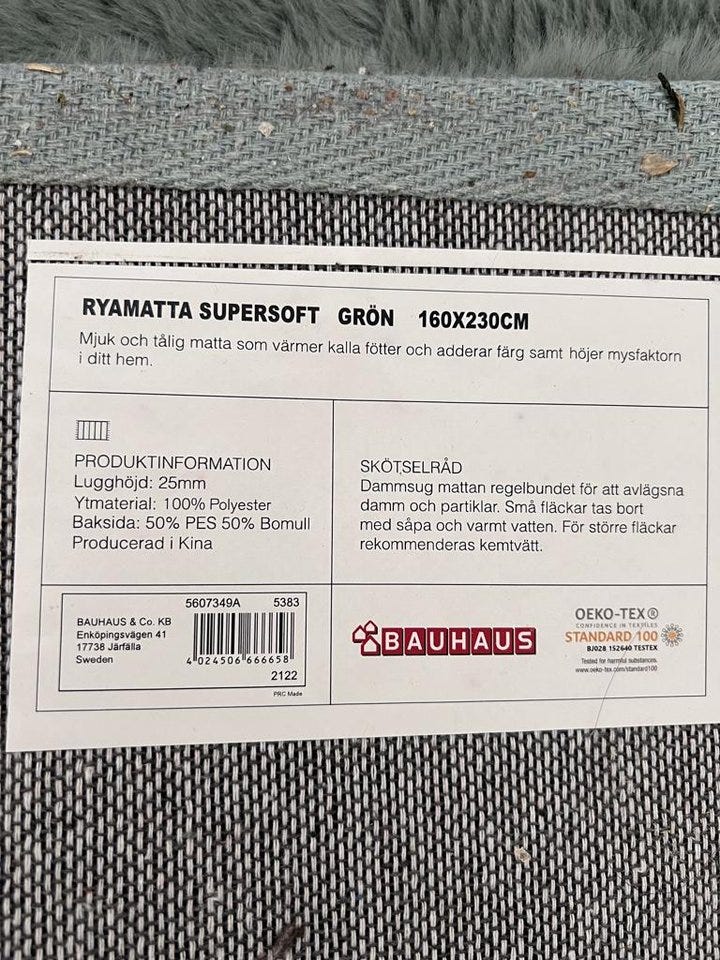 RYAMATTA SUPERSOFT GRÖN 160X230CM
Mjuk och tålig matta som värmer kalla fötter och adderar färg samt höjer mysfaktorn
i ditt hem.
PRODUKTINFORMATION
Lugghöjd: 25mm
Ytmaterial: 100% Polyester
Baksida: 50% PES 50% Bomull
Producerad i Kina
SKÖTSELRÅD
Dammsug mattan regelbundet för att avlägsna
damm och partiklar. Små fläckar tas bort
med såpa och varmt vatten. För större fläckar
rekommenderas kemtvätt.
5607349A 5383
BAUHAUS & Co. KB
Enköpingsvägen 41
17738 Järfälla
Sweden
4 024506 666658
2122
PRC Made
BAUHAUS
OEKO-TEX®
CONFIDENCE IN TEXTILES
STANDARD 100
BJ028 152640 TESTEX
Tested for harmful substances.
www.oeko-tex.com/standard100